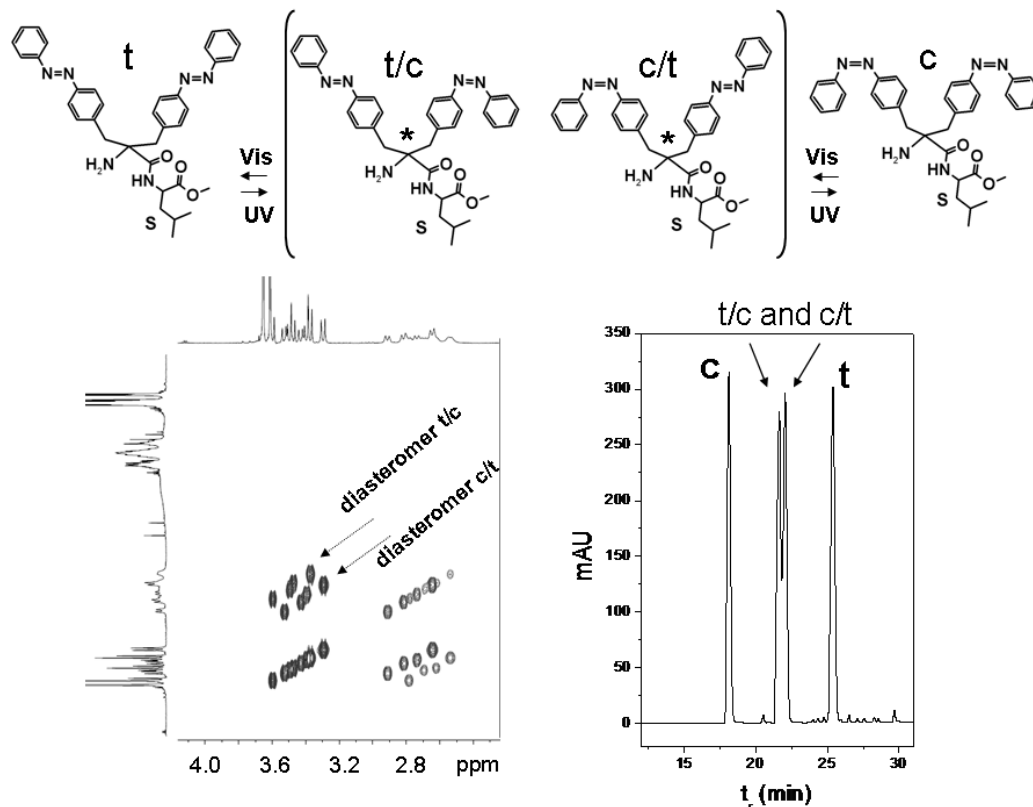 t
t/c
c/t
c
N=N
N=N
N=N
N=N
N=N
N=N
N=N
N=N
*
*
H₂N
O
HN
O
O
S
H₂N
O
HN
O
O
S
H₂N
O
HN
O
O
S
H₂N
O
HN
O
O
S
Vis
UV
Vis
UV
diasteromer t/c
diasteromer c/t
4.0 3.6 3.2 2.8 ppm
t/c and c/t
C
t
350
300
250
200
150
100
50
0
mAU
15 20 25 30
(min)